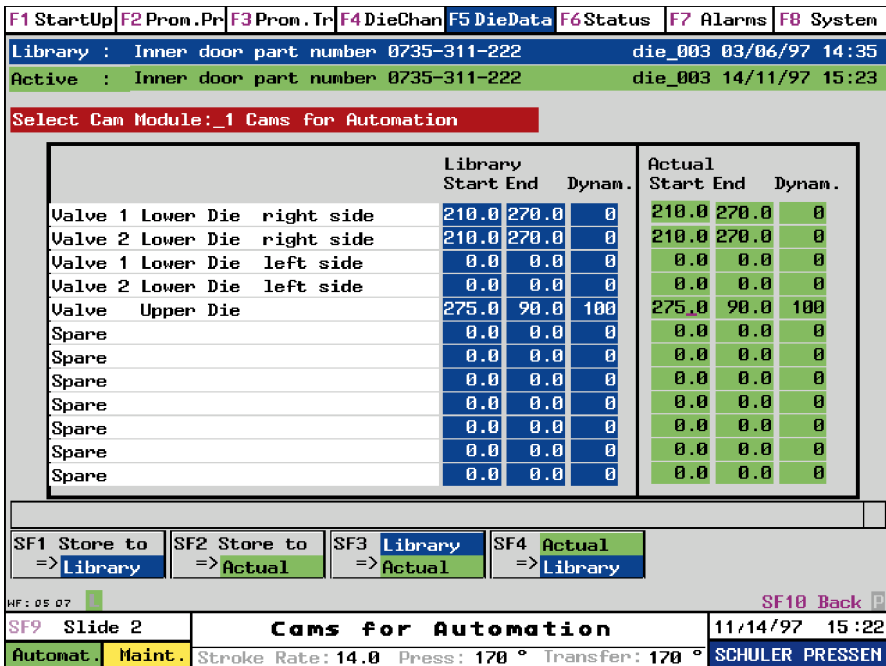 F1 StartUp F2 Prom.Pr F3 Prom.Tr F4 DieChan F5 DieData F6 Status F7 Alarms F8 System
Library : Inner door part number 0735-311-222 die_003 03/06/97 14:35
Active : Inner door part number 0735-311-222 die_003 14/11/97 15:23
Select Cam Module:_1 Cams for Automation
Library Actual
Start End Dynam. Start End Dynam.
Valve 1 Lower Die right side 210.0 270.0 0 210.0 270.0 0
Valve 2 Lower Die right side 210.0 270.0 0 210.0 270.0 0
Valve 1 Lower Die left side 0.0 0.0 0 0.0 0.0 0
Valve 2 Lower Die left side 0.0 0.0 0 0.0 0.0 0
Valve Upper Die 275.0 90.0 100 275.0 90.0 100
Spare 0.0 0.0 0 0.0 0.0 0
Spare 0.0 0.0 0 0.0 0.0 0
Spare 0.0 0.0 0 0.0 0.0 0
Spare 0.0 0.0 0 0.0 0.0 0
Spare 0.0 0.0 0 0.0 0.0 0
Spare 0.0 0.0 0 0.0 0.0 0
Spare 0.0 0.0 0 0.0 0.0 0
SF1 Store to SF2 Store to SF3 Library SF4 Actual
=> Library => Actual => Actual => Library
WF: 05 07 SF10 Back P
SF9 Slide 2 Cams for Automation 11/14/97 15:22
Automat. Maint. Stroke Rate: 14.0 Press: 170 ° Transfer: 170 ° SCHULER PRESSEN